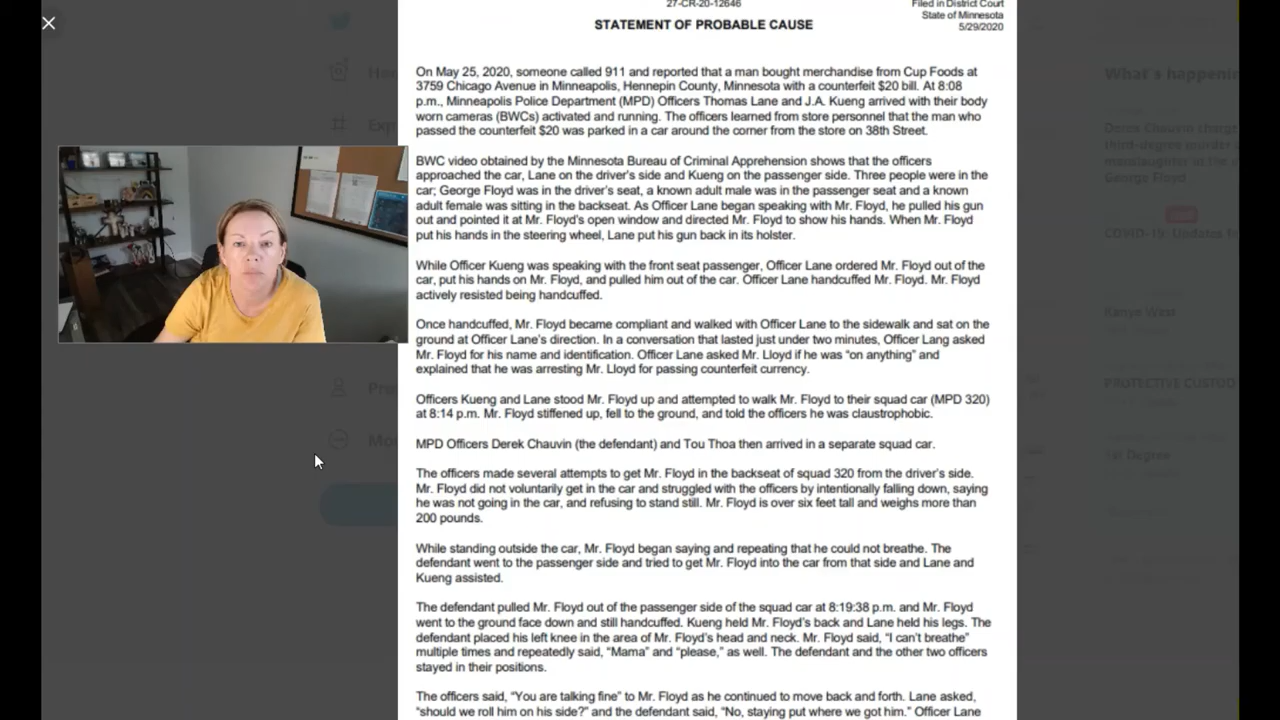 27-CR-20-12646
Filed in District Court
State of Minnesota
5/29/2020
STATEMENT OF PROBABLE CAUSE
On May 25, 2020, someone called 911 and reported that a man bought merchandise from Cup Foods at
3759 Chicago Avenue in Minneapolis, Hennepin County, Minnesota with a counterfeit $20 bill. At 8:08
p.m., Minneapolis Police Department (MPD) Officers Thomas Lane and J.A. Kueng arrived with their body
worn cameras (BWCs) activated and running. The officers learned from store personnel that the man who
passed the counterfeit $20 was parked in a car around the corner from the store on 38th Street.
BWC video obtained by the Minnesota Bureau of Criminal Apprehension shows that the officers
approached the car, Lane on the driver's side and Kueng on the passenger side. Three people were in the
car; George Floyd was in the driver's seat, a known adult male was in the passenger seat and a known
adult female was sitting in the backseat. As Officer Lane began speaking with Mr. Floyd, he pulled his gun
out and pointed it at Mr. Floyd's open window and directed Mr. Floyd to show his hands. When Mr. Floyd
put his hands in the steering wheel, Lane put his gun back in its holster.
While Officer Kueng was speaking with the front seat passenger, Officer Lane ordered Mr. Floyd out of the
car, put his hands on Mr. Floyd, and pulled him out of the car. Officer Lane handcuffed Mr. Floyd. Mr. Floyd
actively resisted being handcuffed.
Once handcuffed, Mr. Floyd became compliant and walked with Officer Lane to the sidewalk and sat on the
ground at Officer Lane's direction. In a conversation that lasted just under two minutes, Officer Lang asked
Mr. Floyd for his name and identification. Officer Lane asked Mr. Lloyd if he was “on anything” and
explained that he was arresting Mr. Lloyd for passing counterfeit currency.
Officers Kueng and Lane stood Mr. Floyd up and attempted to walk Mr. Floyd to their squad car (MPD 320)
at 8:14 p.m. Mr. Floyd stiffened up, fell to the ground, and told the officers he was claustrophobic.
MPD Officers Derek Chauvin (the defendant) and Tou Thoa then arrived in a separate squad car.
The officers made several attempts to get Mr. Floyd in the backseat of squad 320 from the driver's side.
Mr. Floyd did not voluntarily get in the car and struggled with the officers by intentionally falling down, saying
he was not going in the car, and refusing to stand still. Mr. Floyd is over six feet tall and weighs more than
200 pounds.
While standing outside the car, Mr. Floyd began saying and repeating that he could not breathe. The
defendant went to the passenger side and tried to get Mr. Floyd into the car from that side and Lane and
Kueng assisted.
The defendant pulled Mr. Floyd out of the passenger side of the squad car at 8:19:38 p.m. and Mr. Floyd
went to the ground face down and still handcuffed. Kueng held Mr. Floyd's back and Lane held his legs. The
defendant placed his left knee in the area of Mr. Floyd's head and neck. Mr. Floyd said, “I can't breathe”
multiple times and repeatedly said, “Mama” and “please,” as well. The defendant and the other two officers
stayed in their positions.
The officers said, “You are talking fine” to Mr. Floyd as he continued to move back and forth. Lane asked,
“should we roll him on his side?” and the defendant said, “No, staying put where we got him.” Officer Lane
What's happenin
Derek Chauvin charge
third-degree murder
manslaughter
George Floyd
COVID-19: Updates
Kanye West
PROTECTIVE CUSTOD
1st Degree